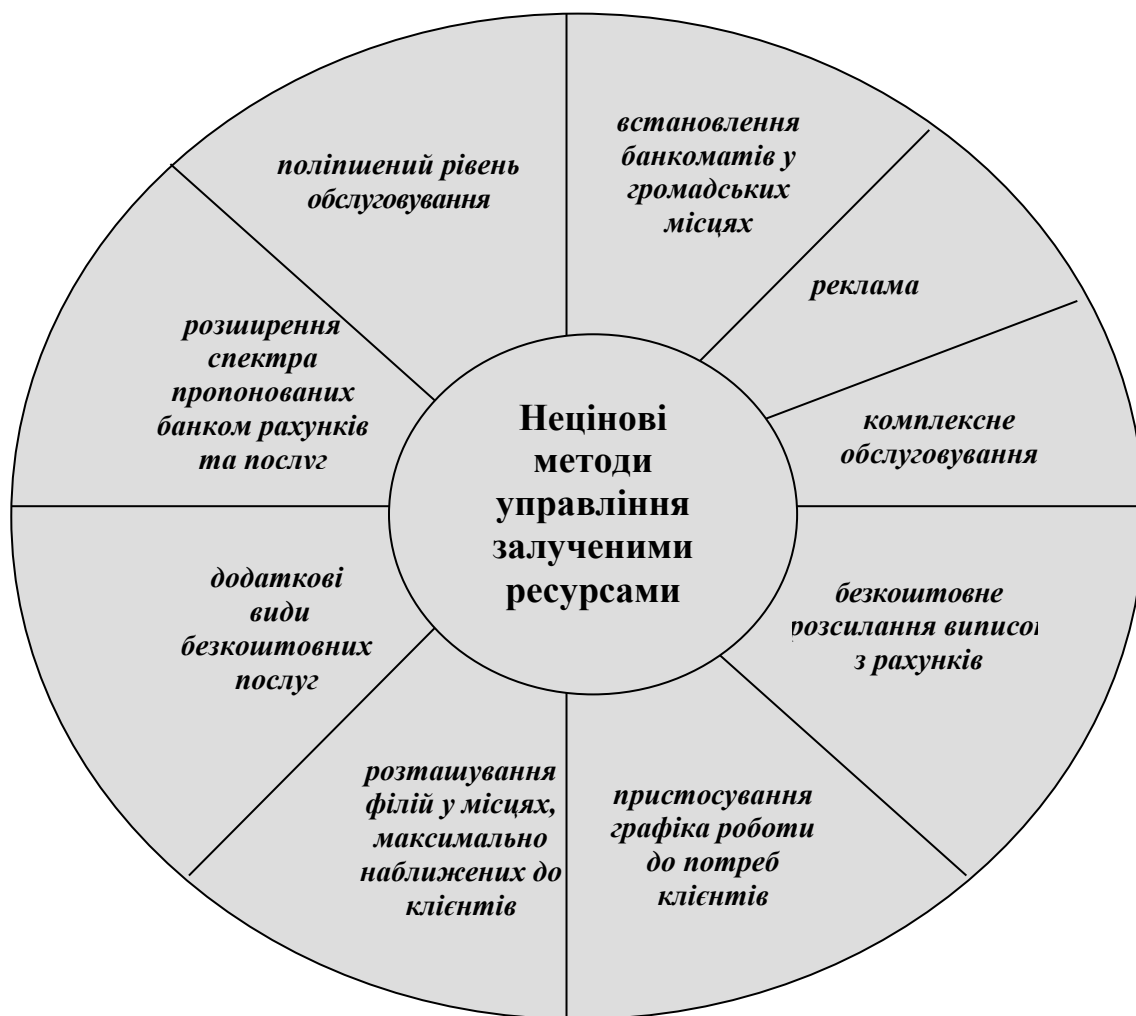 встановлення
банкоматів у
громадських
місцях
реклама
комплексне
обслуговування
безкоштовне
розсилання виписо
з рахунків
пристосування
графіка роботи
до потреб
клієнтів
розташування
філій у місцях,
максимально
наближених до
клієнтів
додаткові
види
безкоштовних
послуг
розширення
спектра
пропонованих
банком рахунків
та послуг
поліпшений рівень
обслуговування
Нецінові
методи
управління
залученими
ресурсами